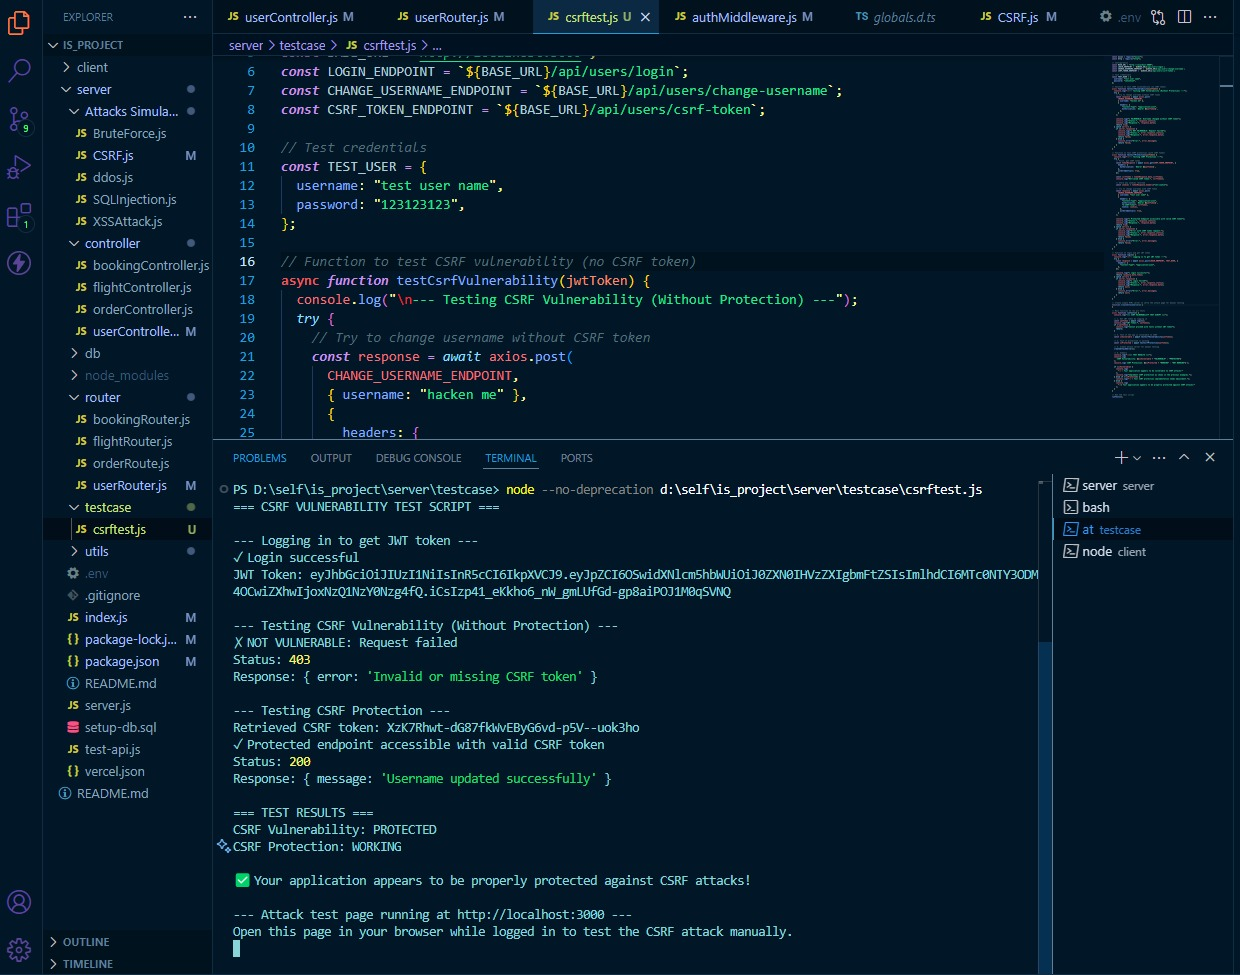 EXPLORER
IS_PROJECT
client
server
Attacks Simula...
BruteForce.js
CSRF.js M
ddos.js
SQLInjection.js
XSSAttack.js
controller
bookingController.js
flightController.js
orderController.js
userControlle... M
db
node_modules
router
bookingRouter.js
flightRouter.js
orderRoute.js
userRouter.js M
testcase
csrftest.js U
utils
.env
.gitignore
index.js M
package-lock.j... M
package.json M
README.md
server.js
setup-db.sql
test-api.js
vercel.json
README.md
OUTLINE
TIMELINE
9
1
userController.js M
userRouter.js M
csrftest.js U
authMiddleware.js M
globals.d.ts
CSRF.js M
.env
server > testcase > csrftest.js > ...
6 const LOGIN_ENDPOINT = `${BASE_URL}/api/users/login`;
7 const CHANGE_USERNAME_ENDPOINT = `${BASE_URL}/api/users/change-username`;
8 const CSRF_TOKEN_ENDPOINT = `${BASE_URL}/api/users/csrf-token`;
9
10 // Test credentials
11 const TEST_USER = {
12 username: "test user name",
13 password: "123123123",
14 };
15
16 // Function to test CSRF vulnerability (no CSRF token)
17 async function testCsrfVulnerability(jwtToken) {
18 console.log("\n--- Testing CSRF Vulnerability (Without Protection) ---");
19 try {
20 // Try to change username without CSRF token
21 const response = await axios.post(
22 CHANGE_USERNAME_ENDPOINT,
23 { username: "hacken me" },
24 {
25 headers: {
PROBLEMS OUTPUT DEBUG CONSOLE TERMINAL PORTS
PS D:\self\is_project\server\testcase> node --no-deprecation d:\self\is_project\server\testcase\csrftest.js
=== CSRF VULNERABILITY TEST SCRIPT ===
--- Logging in to get JWT token ---
✓ Login successful
JWT Token: eyJhbGciOiJIUzI1NiIsInR5cCI6IkpXVCJ9.eyJpZCI6OSwidXNlcm5hbWUiOiJ0ZXN0IHVzZXIgbmFtZSIsImlhdCI6MTc0NTY3ODM
4OCwiZXhwIjoxNzQ1NzY0Nzg4fQ.iCsIzp41_eKkho6_nW_gmLUfGd-gp8aiPOJ1M0qSVNQ
--- Testing CSRF Vulnerability (Without Protection) ---
✗ NOT VULNERABLE: Request failed
Status: 403
Response: { error: 'Invalid or missing CSRF token' }
--- Testing CSRF Protection ---
Retrieved CSRF token: XzK7Rhwt-dG87fkWvEByG6vd-p5V--uok3ho
✓ Protected endpoint accessible with valid CSRF token
Status: 200
Response: { message: 'Username updated successfully' }
=== TEST RESULTS ===
CSRF Vulnerability: PROTECTED
CSRF Protection: WORKING
✅ Your application appears to be properly protected against CSRF attacks!
--- Attack test page running at http://localhost:3000 ---
Open this page in your browser while logged in to test the CSRF attack manually.
server server
bash
at testcase
node client